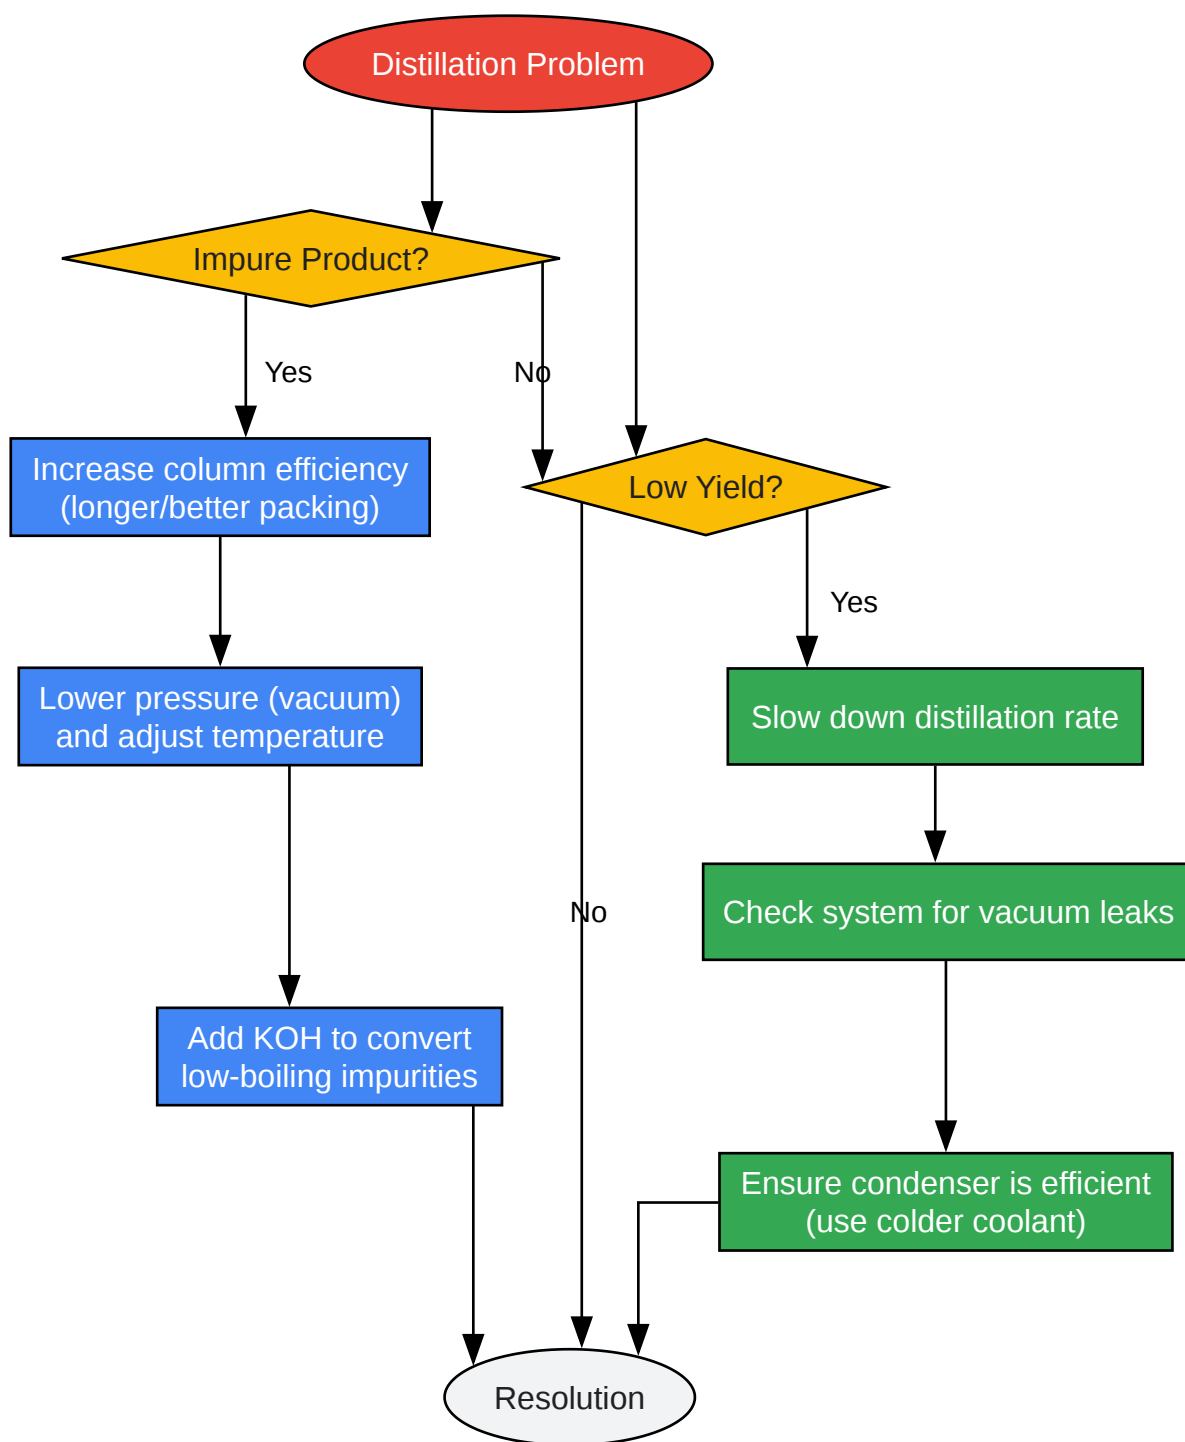 Distillation Problem
Impure Product?
Yes
No
Increase column efficiency
(longer/better packing)
Low Yield?
Yes
Lower pressure (vacuum)
and adjust temperature
Slow down distillation rate
Check system for vacuum leaks
No
Add KOH to convert
low-boiling impurities
Ensure condenser is efficient
(use colder coolant)
Resolution